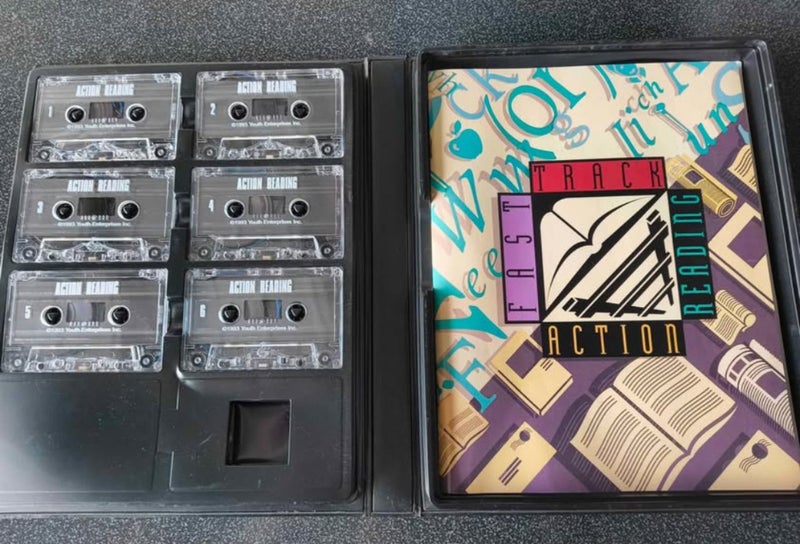 ACTION READING
1
©1993 Youth Enterprises Inc.
ACTION READING
2
©1993 Youth Enterprises Inc.
ACTION READING
3
©1993 Youth Enterprises Inc.
ACTION READING
4
©1993 Youth Enterprises Inc.
ACTION READING
5
©1993 Youth Enterprises Inc.
ACTION READING
6
©1993 Youth Enterprises Inc.
FAST
TRACK
ACTION
READING